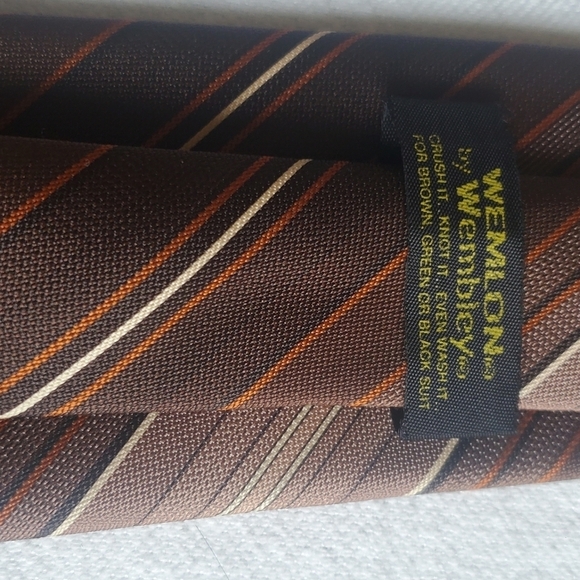 WEMLON®
by Wembley®
CRUSH IT. KNOT IT. EVEN WASH IT
FOR BROWN, GREEN OR BLACK SUIT